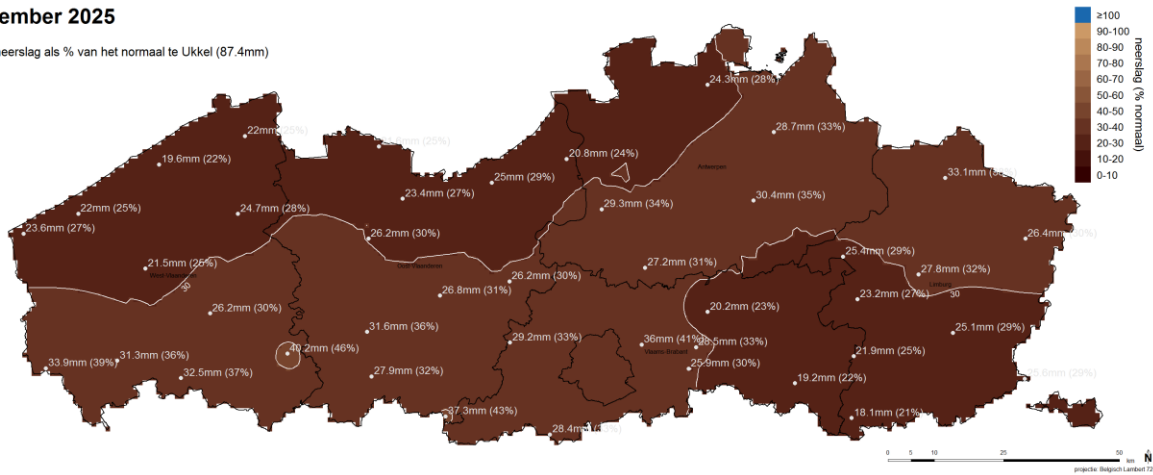 ember 2025
neerslag als % van het normaal te Ukkel (87.4mm)
≥100
90-100
80-90
70-80
60-70
50-60
40-50
30-40
20-30
10-20
0-10
neerslag (% normaal)
24.3mm (28%)
22mm (25%)
28.7mm (33%)
(25%)
20.8mm (24%)
19.6mm (22%)
Antwerpen
33.1mm
25mm (29%)
23.4mm (27%)
30.4mm (35%)
29.3mm (34%)
22mm (25%)
24.7mm (28%)
23.6mm (27%)
26.2mm (30%)
26.4mm (30%)
25.4mm (29%)
21.5mm (25%)
Oost-Vlaanderen
27.2mm (31%)
West-Vlaanderen
26.2mm (30%)
27.8mm (32%)
Limburg
30
26.8mm (31%)
30
23.2mm (27%)
26.2mm (30%)
20.2mm (23%)
31.6mm (36%)
25.1mm (29%)
29.2mm (33%)
36mm (41%)
28.5mm (33%)
40.2mm (46%)
Vlaams-Brabant
21.9mm (25%)
31.3mm (36%)
33.9mm (39%)
25.9mm (30%)
32.5mm (37%)
27.9mm (32%)
25.6mm (29%)
19.2mm (22%)
37.3mm (43%)
18.1mm (21%)
28.4mm
0 5 10 25 50
km
N
projectie: Belgisch Lambert 72